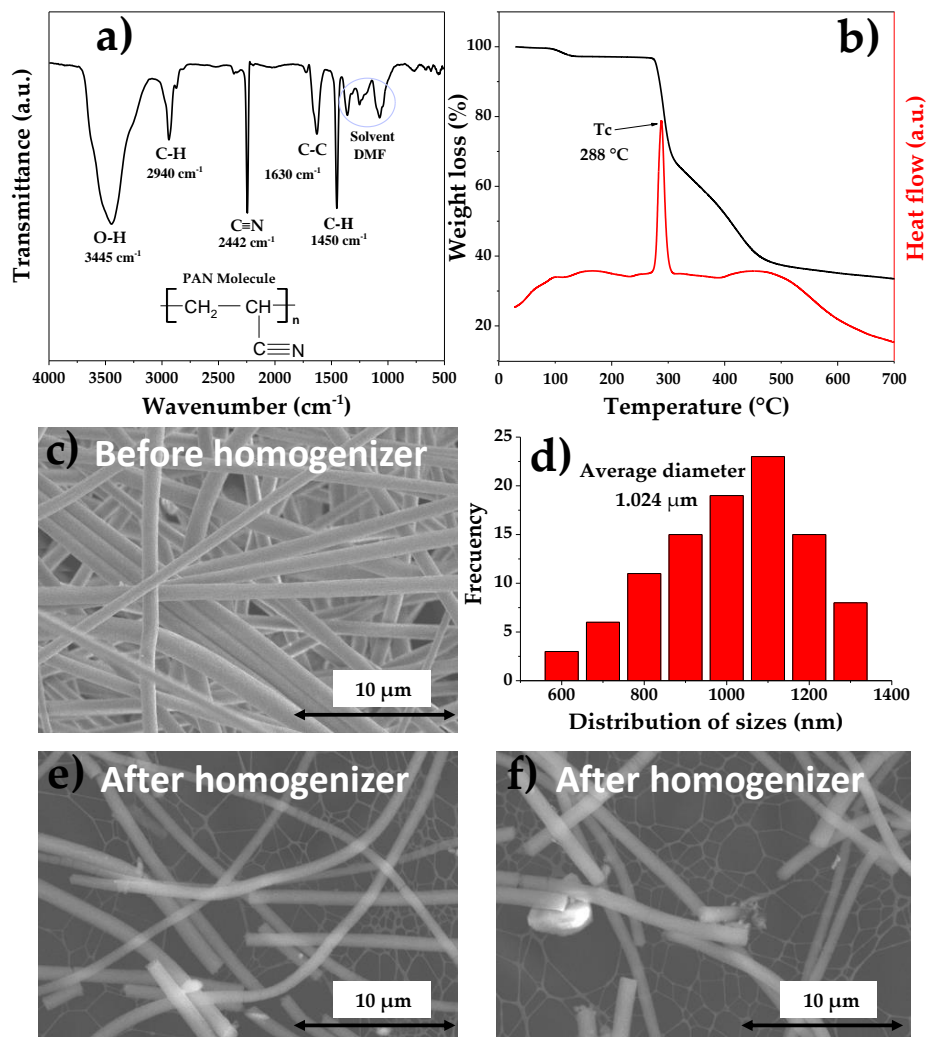 a)
Transmittance (a.u.)
C-H
2940 cm⁻¹
C-C
1630 cm⁻¹
Solvent
DMF
O-H
3445 cm⁻¹
C≡N
2442 cm⁻¹
C-H
1450 cm⁻¹
PAN Molecule
[CH₂ CH]n
C≡N
4000 3500 3000 2500 2000 1500 1000 500
Wavenumber (cm⁻¹)
b)
Weight loss (%)
100
80
60
40
20
Tc
288 °C
Heat flow (a.u.)
0 100 200 300 400 500 600 700
Temperature (°C)
c) Before homogenizer
10 µm
d)
Average diameter
1.024 µm
Frecuency
25
20
15
10
5
0
600 800 1000 1200 1400
Distribution of sizes (nm)
e) After homogenizer
10 µm
f) After homogenizer
10 µm